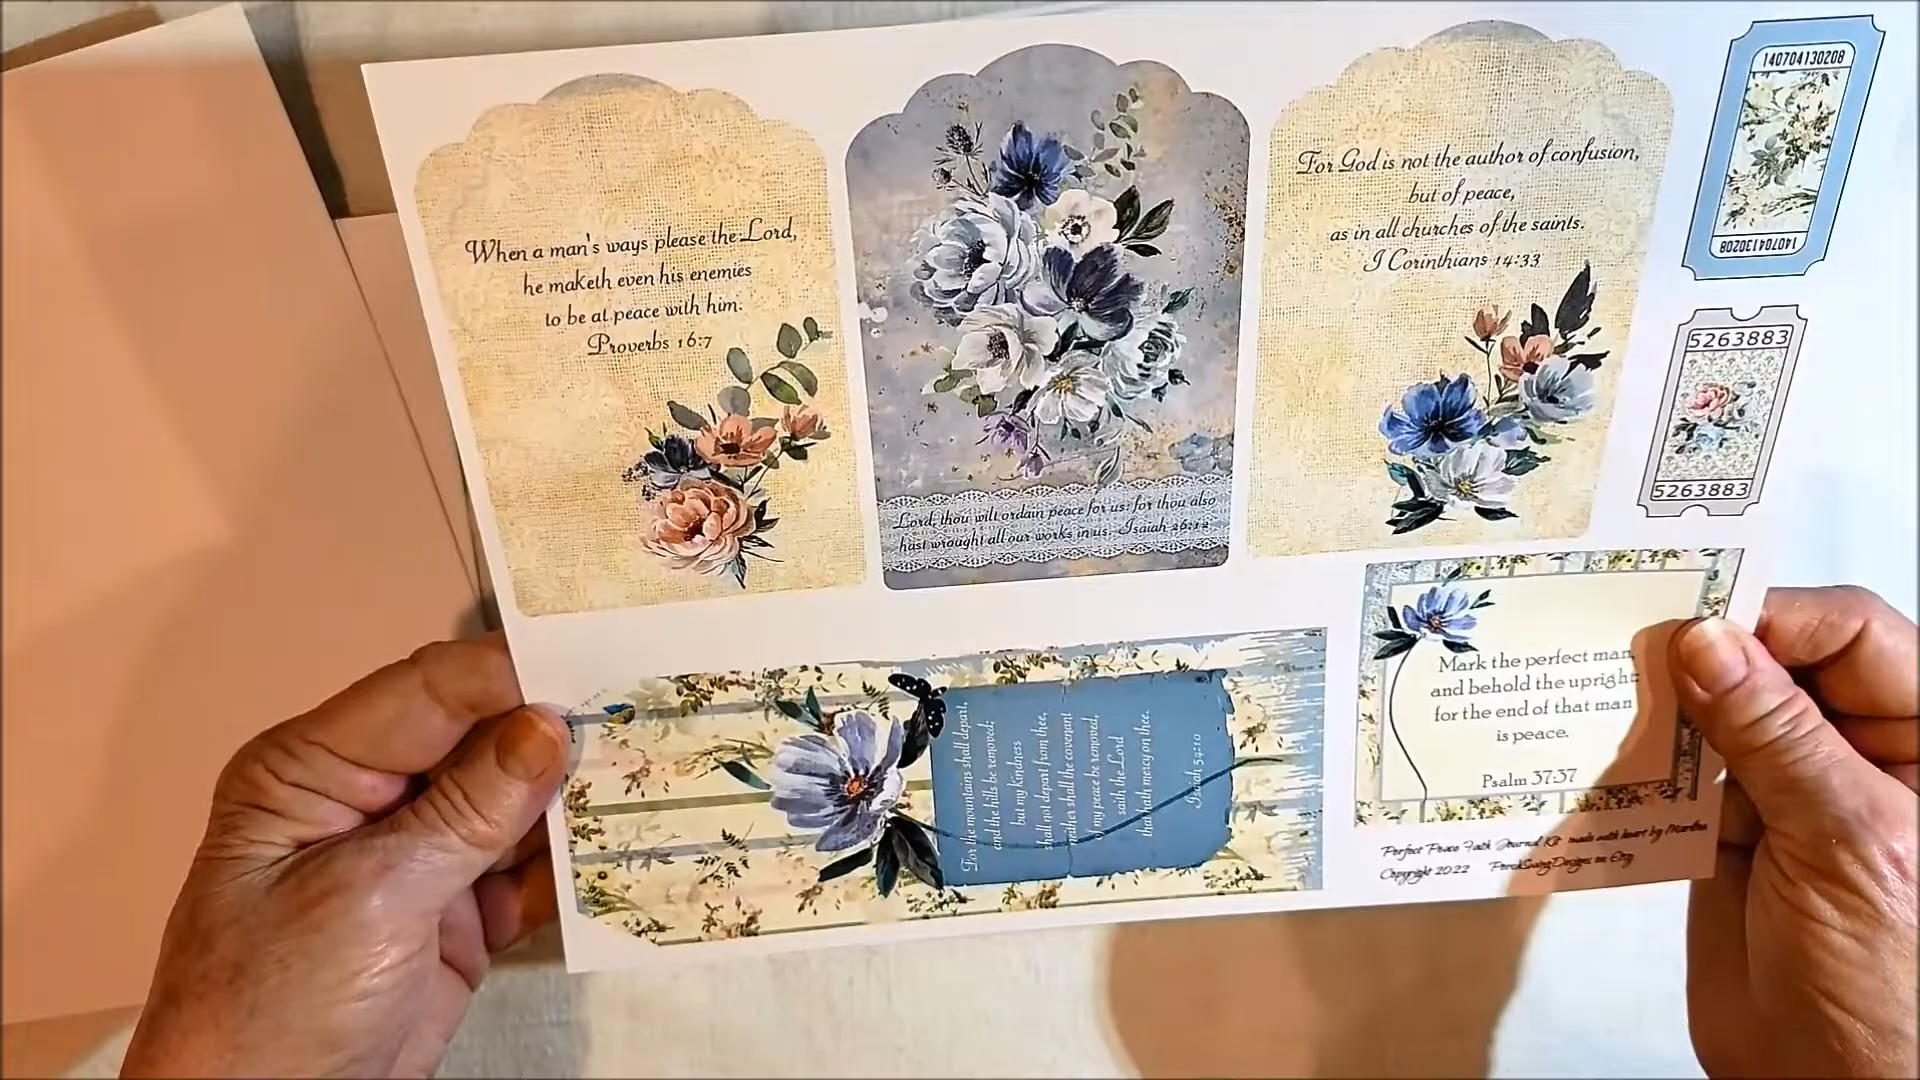 When a man's ways please the Lord,
he maketh even his enemies
to be at peace with him.
Proverbs 16:7
Lord, thou wilt ordain peace for us: for thou also
hast wrought all our works in us. -Isaiah 26:12
For God is not the author of confusion,
but of peace,
as in all churches of the saints.
I Corinthians 14:33
140704130208
140704130208
5263883
5263883
For the mountains shall depart,
and the hills be removed;
but my kindness
shall not depart from thee,
neither shall the covenant
of my peace be removed,
saith the Lord
that hath mercy on thee.
Isaiah 54:10
Mark the perfect man,
and behold the upright:
for the end of that man
is peace.
Psalm 37:37
Perfect Peace Faith Journal Kit made with heart by Martha
Copyright 2022 PorchSwingDesigns on Etsy